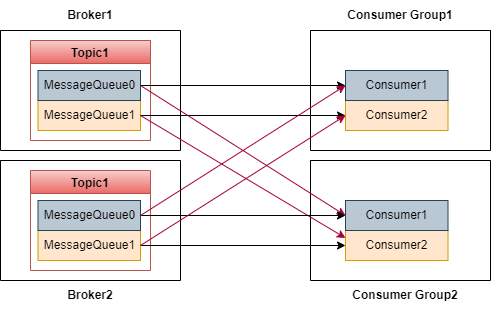 Broker1
Consumer Group1
Topic1
MessageQueue0
MessageQueue1
Consumer1
Consumer2
Topic1
MessageQueue0
MessageQueue1
Consumer1
Consumer2
Broker2
Consumer Group2